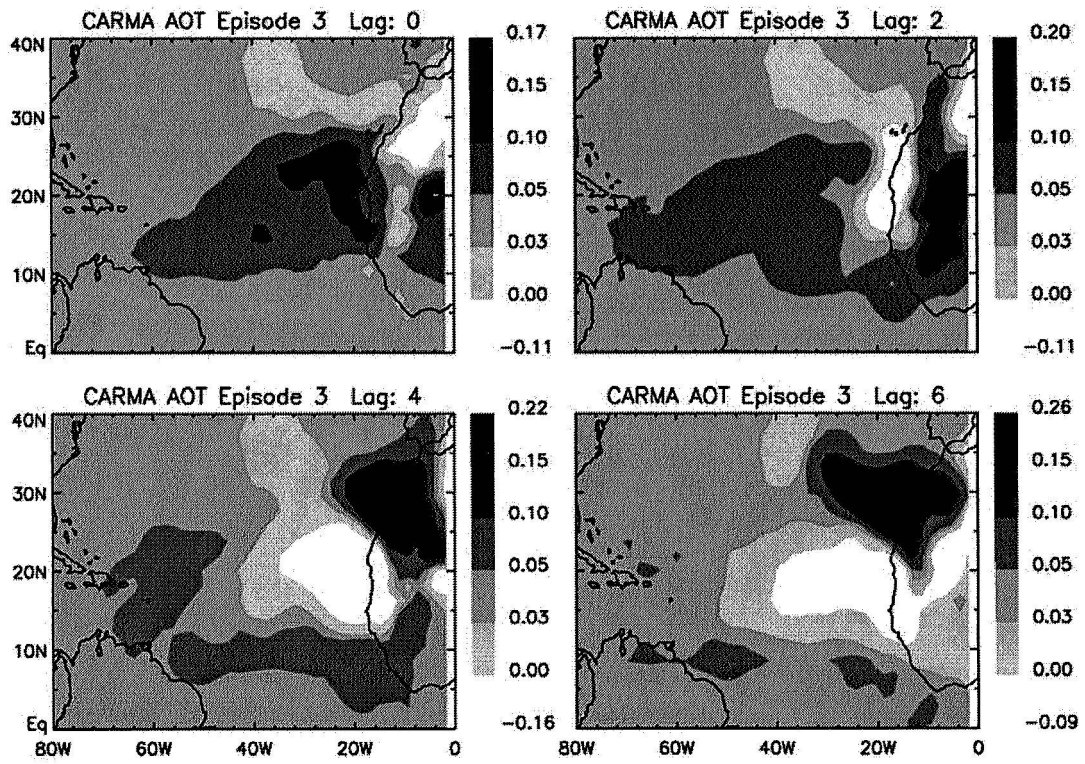 CARMA AOT Episode 3 Lag: 0
40N
30N
20N
10N
Eq
0.17
0.15
0.10
0.05
0.03
0.00
-0.11
CARMA AOT Episode 3 Lag: 2
0.20
0.15
0.10
0.05
0.03
0.00
-0.11
CARMA AOT Episode 3 Lag: 4
40N
30N
20N
10N
Eq
80W 60W 40W 20W 0
0.22
0.15
0.10
0.05
0.03
0.00
-0.16
CARMA AOT Episode 3 Lag: 6
80W 60W 40W 20W 0
0.26
0.15
0.10
0.05
0.03
0.00
-0.09